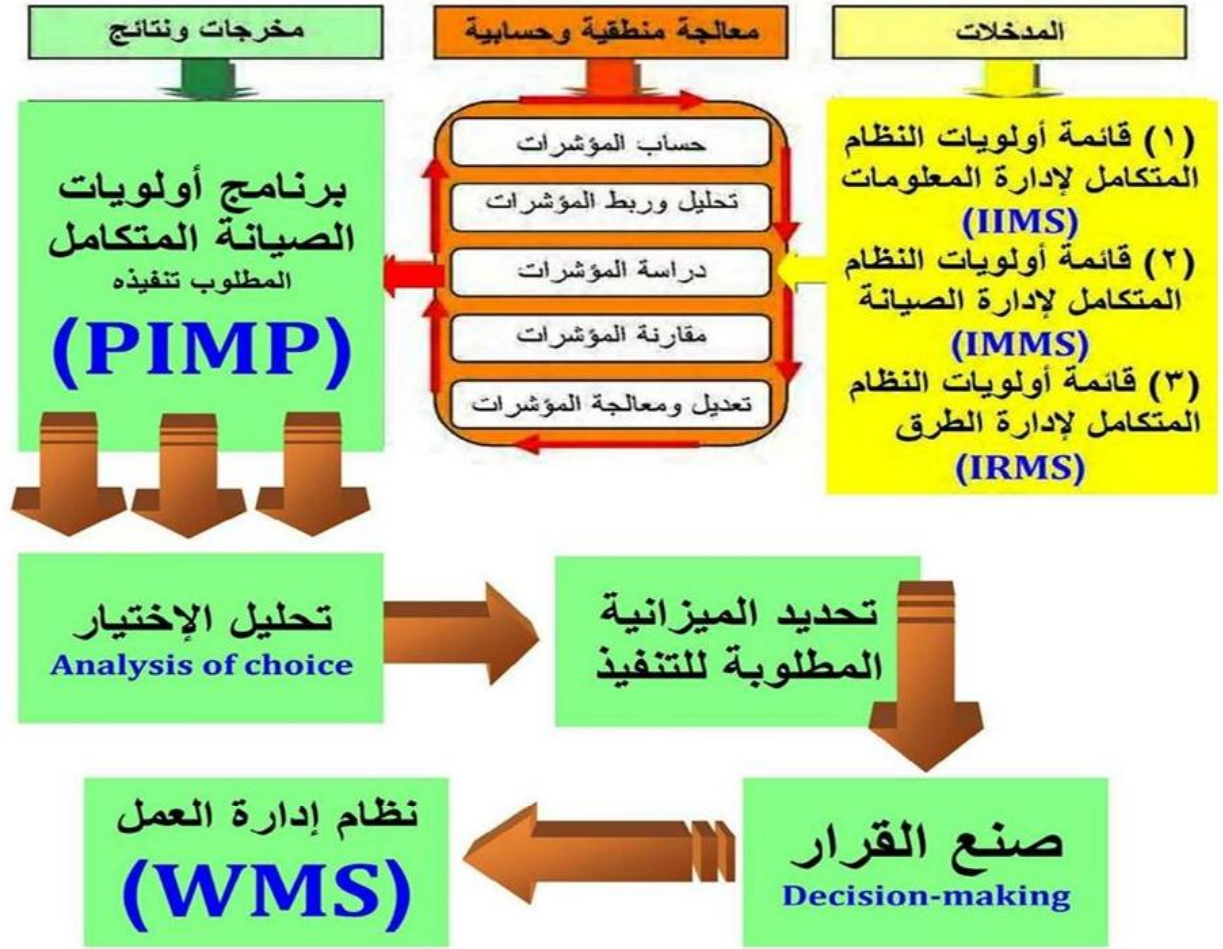 المدخلات
معالجة منطقية وحسابية
مخرجات ونتائج
(١) قائمة أولويات النظام
المتكامل لإدارة المعلومات
(IIMS)
(٢) قائمة أولويات النظام
المتكامل لإدارة الصيانة
(IMMS)
(٣) قائمة أولويات النظام
المتكامل لإدارة الطرق
(IRMS)
حساب المؤشرات
تحليل وربط المؤشرات
دراسة المؤشرات
مقارنة المؤشرات
تعديل ومعالجة المؤشرات
برنامج أولويات
الصيانة المتكامل
المطلوب تنفيذه
(PIMP)
تحليل الإختيار
Analysis of choice
تحديد الميزانية
المطلوبة للتنفيذ
صنع القرار
Decision-making
نظام إدارة العمل
(WMS)